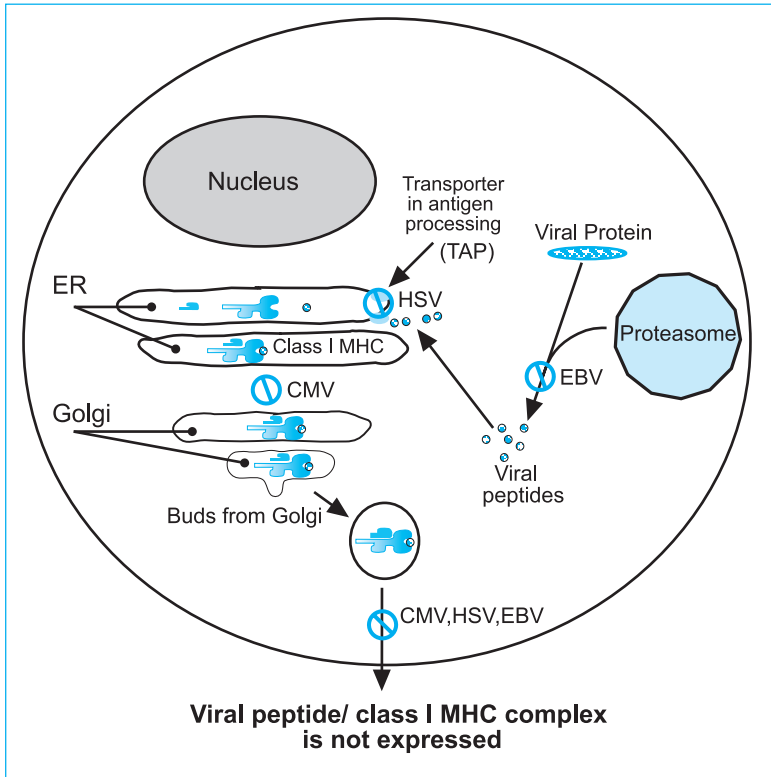 Nucleus
Transporter
in antigen
processing
(TAP)
Viral Protein
ER
HSV
Proteasome
Class I MHC
EBV
CMV
Golgi
Viral
peptides
Buds from Golgi
CMV,HSV,EBV
Viral peptide/ class I MHC complex
is not expressed